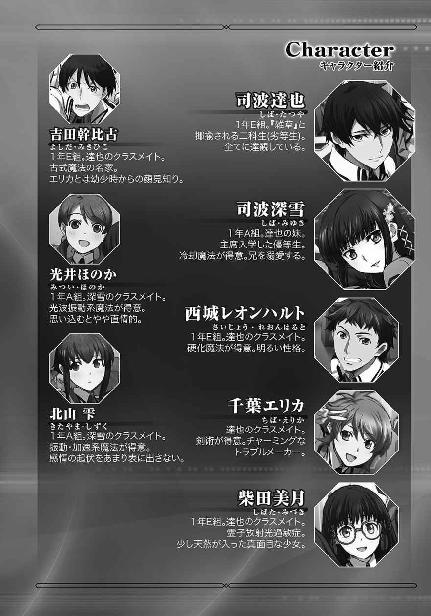 Character
キャラクター紹介
司波達也
しば・たつや
1年E組。『雑草』と
揶揄される二科生(劣等生)。
全てに達観している。
司波深雪
しば・みゆき
1年A組。達也の妹。
主席入学した優等生。
冷却魔法が得意。兄を溺愛する。
西城レオンハルト
さいじょう・れおんはると
1年E組。達也のクラスメイト。
硬化魔法が得意。明るい性格。
千葉エリカ
ちば・えりか
達也のクラスメイト。
剣術が得意。チャーミングな
トラブルメーカー。
柴田美月
しばた・みづき
1年E組。達也のクラスメイト。
霊子放射光過敏症。
少し天然が入った真面目な少女。
吉田幹比古
よしだ・みきひこ
1年E組。達也のクラスメイト。
古式魔法の名家。
エリカとは幼少時からの顔見知り。
光井ほのか
みつい・ほのか
1年A組。深雪のクラスメイト。
光波振動系魔法が得意。
思い込むとやや直情的。
北山 雫
きたやま・しずく
1年A組。深雪のクラスメイト。
振動・加速系魔法が得意。
感情の起伏をあまり表に出さない。